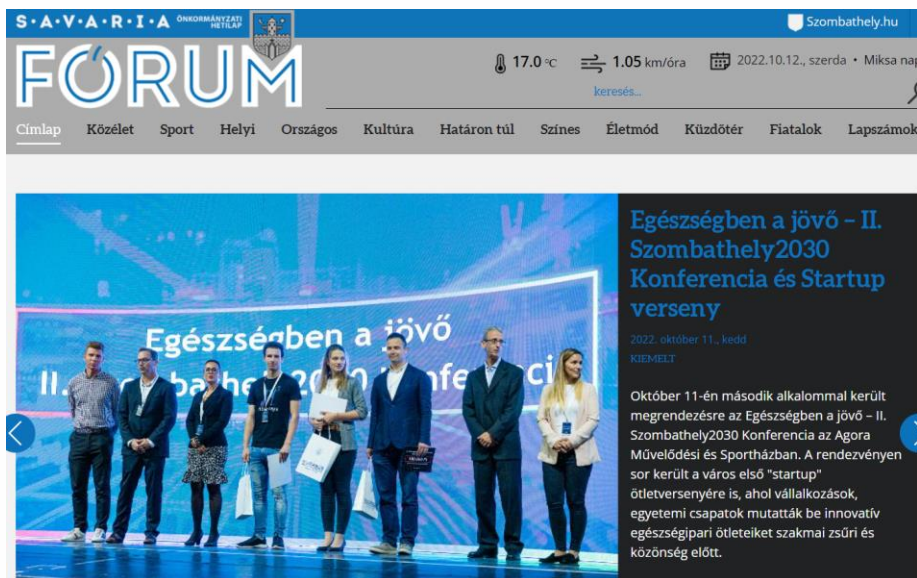 S·A·V·A·R·I·A ÖNKORMÁNYZATI HETILAP
Szombathely.hu
FÓRUM
17.0 °C 1.05 km/óra 2022.10.12., szerda • Miksa nap
keresés...
Címlap Közélet Sport Helyi Országos Kultúra Határon túl Színes Életmód Küzdőtér Fiatalok Lapszámok
Egészségben a jövő
II.
Egészségben a jövő – II.
Szombathely2030
Konferencia és Startup
verseny
2022. október 11., kedd
KIEMELT
Október 11-én második alkalommal került
megrendezésre az Egészségben a jövő – II.
Szombathely2030 Konferencia az Agora
Művelődési és Sportházban. A rendezvényen
sor került a város első "startup"
ötletversenyére is, ahol vállalkozások,
egyetemi csapatok mutatták be innovatív
egészségipari ötleteiket szakmai zsűri és
közönség előtt.